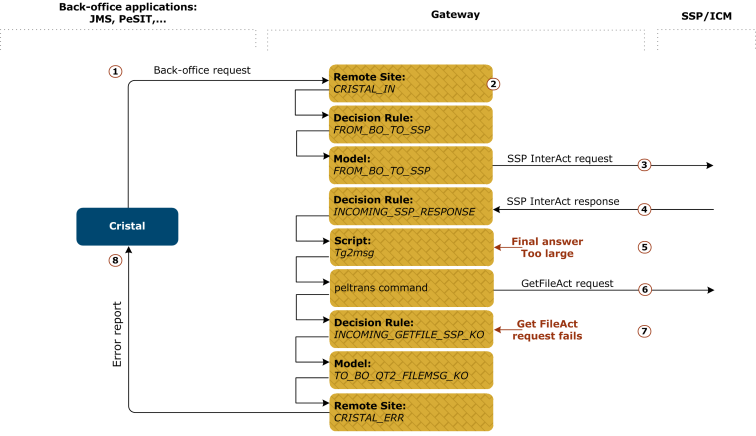 Back-office applications:
JMS, PeSIT,...
Gateway
SSP/ICM
1
Back-office request
Remote Site:
CRISTAL_IN
2
Decision Rule:
FROM_BO_TO_SSP
Model:
FROM_BO_TO_SSP
SSP InterAct request
3
Decision Rule:
INCOMING_SSP_RESPONSE
SSP InterAct response
4
Cristal
Script:
Tg2msg
Final answer
Too large
5
8
peltrans command
GetFileAct request
6
Error report
Decision Rule:
INCOMING_GETFILE_SSP_KO
Get FileAct
request fails
7
Model:
TO_BO_QT2_FILEMSG_KO
Remote Site:
CRISTAL_ERR